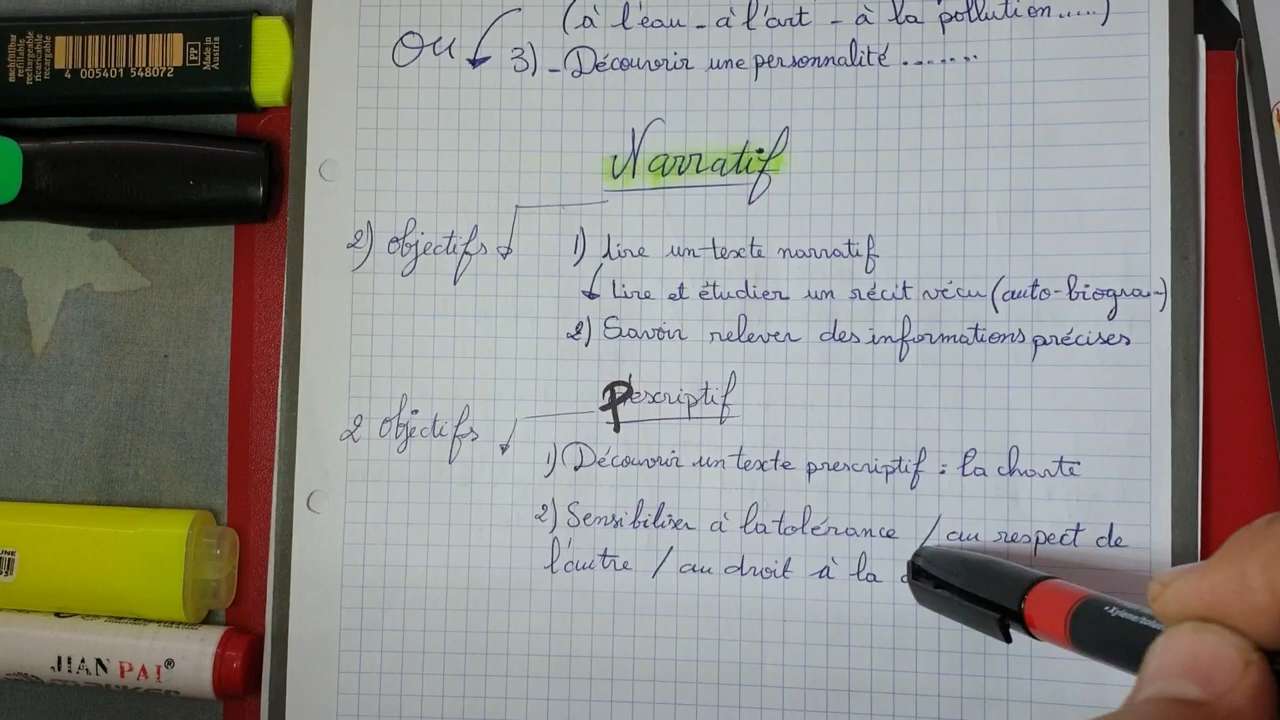 (à l'eau - à l'art - à la pollution.....)
ou
3) - Découvrir une personnalité .......
Narratif
2) objectifs
1) lire un texte narratif
Lire et étudier un récit vécu (auto-biogra-)
2) Savoir relever des informations précises
Prescriptif
2 objectifs
1) Découvrir un texte prescriptif : la charte
2) Sensibiliser à la tolérance / au respect de
l'autre / au droit à la
nachfüllbar
refillable
rechargeable
ricaricabile
recargable
4 005401 548072
PP
Made in
Austria
UNE
JIAN PAI®